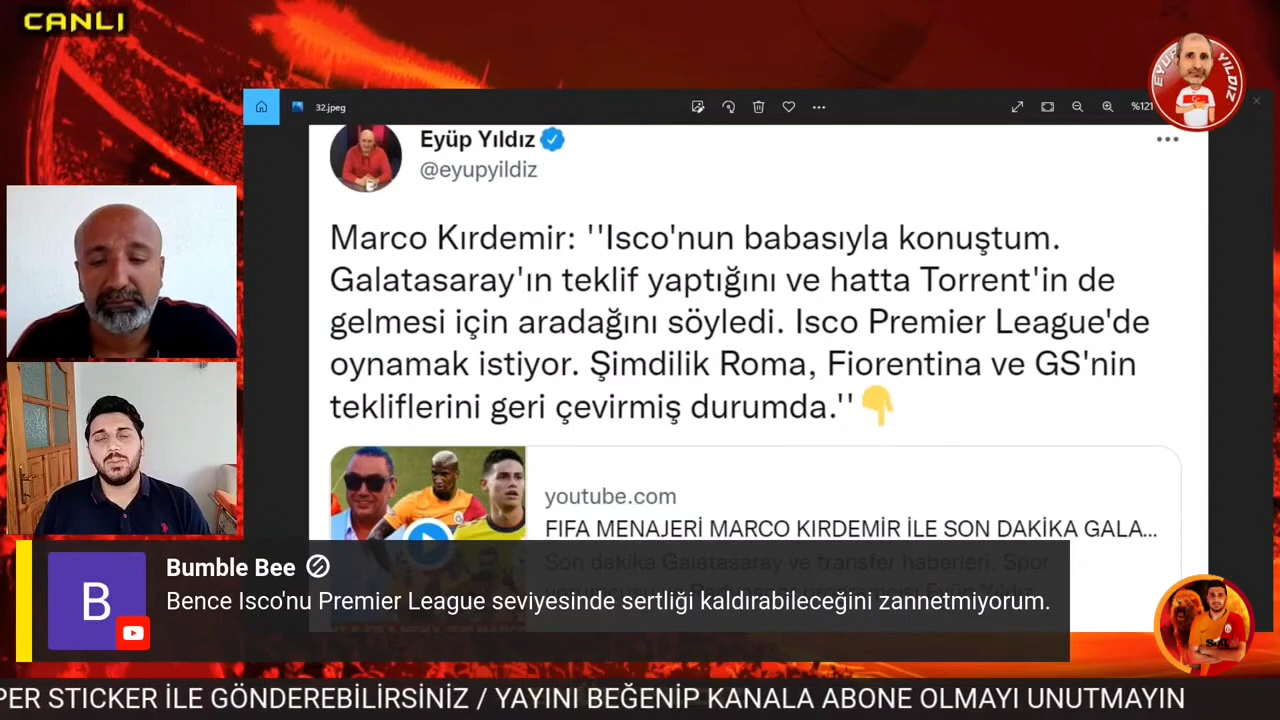 CANLI
EYÜP YILDIZ
32.jpeg
%121
Eyüp Yıldız
@eyupyildiz
Marco Kırdemir: ''Isco'nun babasıyla konuştum.
Galatasaray'ın teklif yaptığını ve hatta Torrent'in de
gelmesi için aradağını söyledi. Isco Premier League'de
oynamak istiyor. Şimdilik Roma, Fiorentina ve GS'nin
tekliflerini geri çevirmiş durumda.''
youtube.com
FIFA MENAJERİ MARCO KIRDEMİR İLE SON DAKİKA GALA...
Son dakika Galatasaray ve transfer haberleri. Spor
B
Bumble Bee
Bence Isco'nu Premier League seviyesinde sertliği kaldırabileceğini zannetmiyorum.
PER STICKER İLE GÖNDEREBİLİRSİNİZ / YAYINI BEĞENİP KANALA ABONE OLMAYI UNUTMAYIN